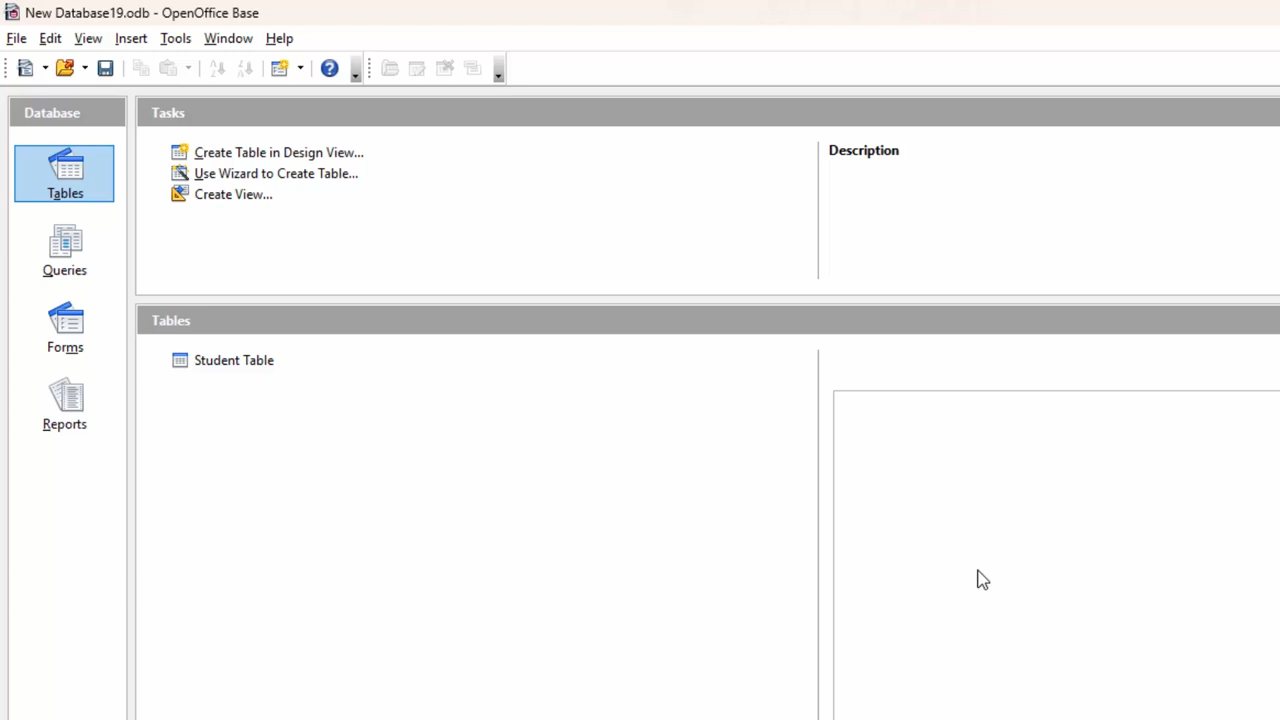 New Database19.odb - OpenOffice Base
File Edit View Insert Tools Window Help
Database
Tasks
Tables
Queries
Forms
Reports
Create Table in Design View...
Use Wizard to Create Table...
Create View...
Description
Tables
Student Table